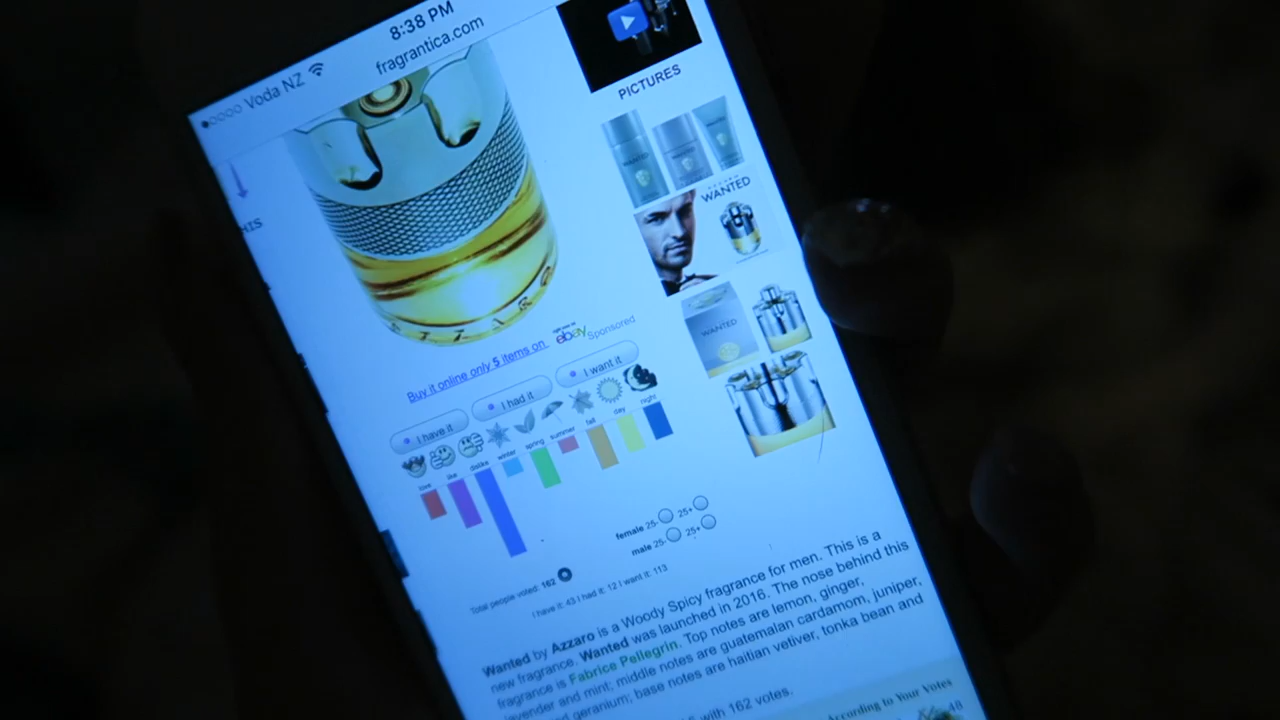 8:38 PM
Voda NZ
fragrantica.com
HIS
PICTURES
WANTED
WANTED
WANTED
WANTED
AZZARO
Buy it online only 5 items on ebay Sponsored
I have it
I had it
I want it
love like dislike winter spring summer fall day night
female 25- 25+
male 25- 25+
Total people voted: 162
I have it: 43 I had it: 12 I want it: 113
Wanted by Azzaro is a Woody Spicy fragrance for men. This is a
new fragrance. Wanted was launched in 2016. The nose behind this
fragrance is Fabrice Pellegrin. Top notes are lemon, ginger,
lavender and mint; middle notes are guatemalan cardamom, juniper,
and geranium; base notes are haitian vetiver, tonka bean and
with 162 votes.
According to Your Votes
48